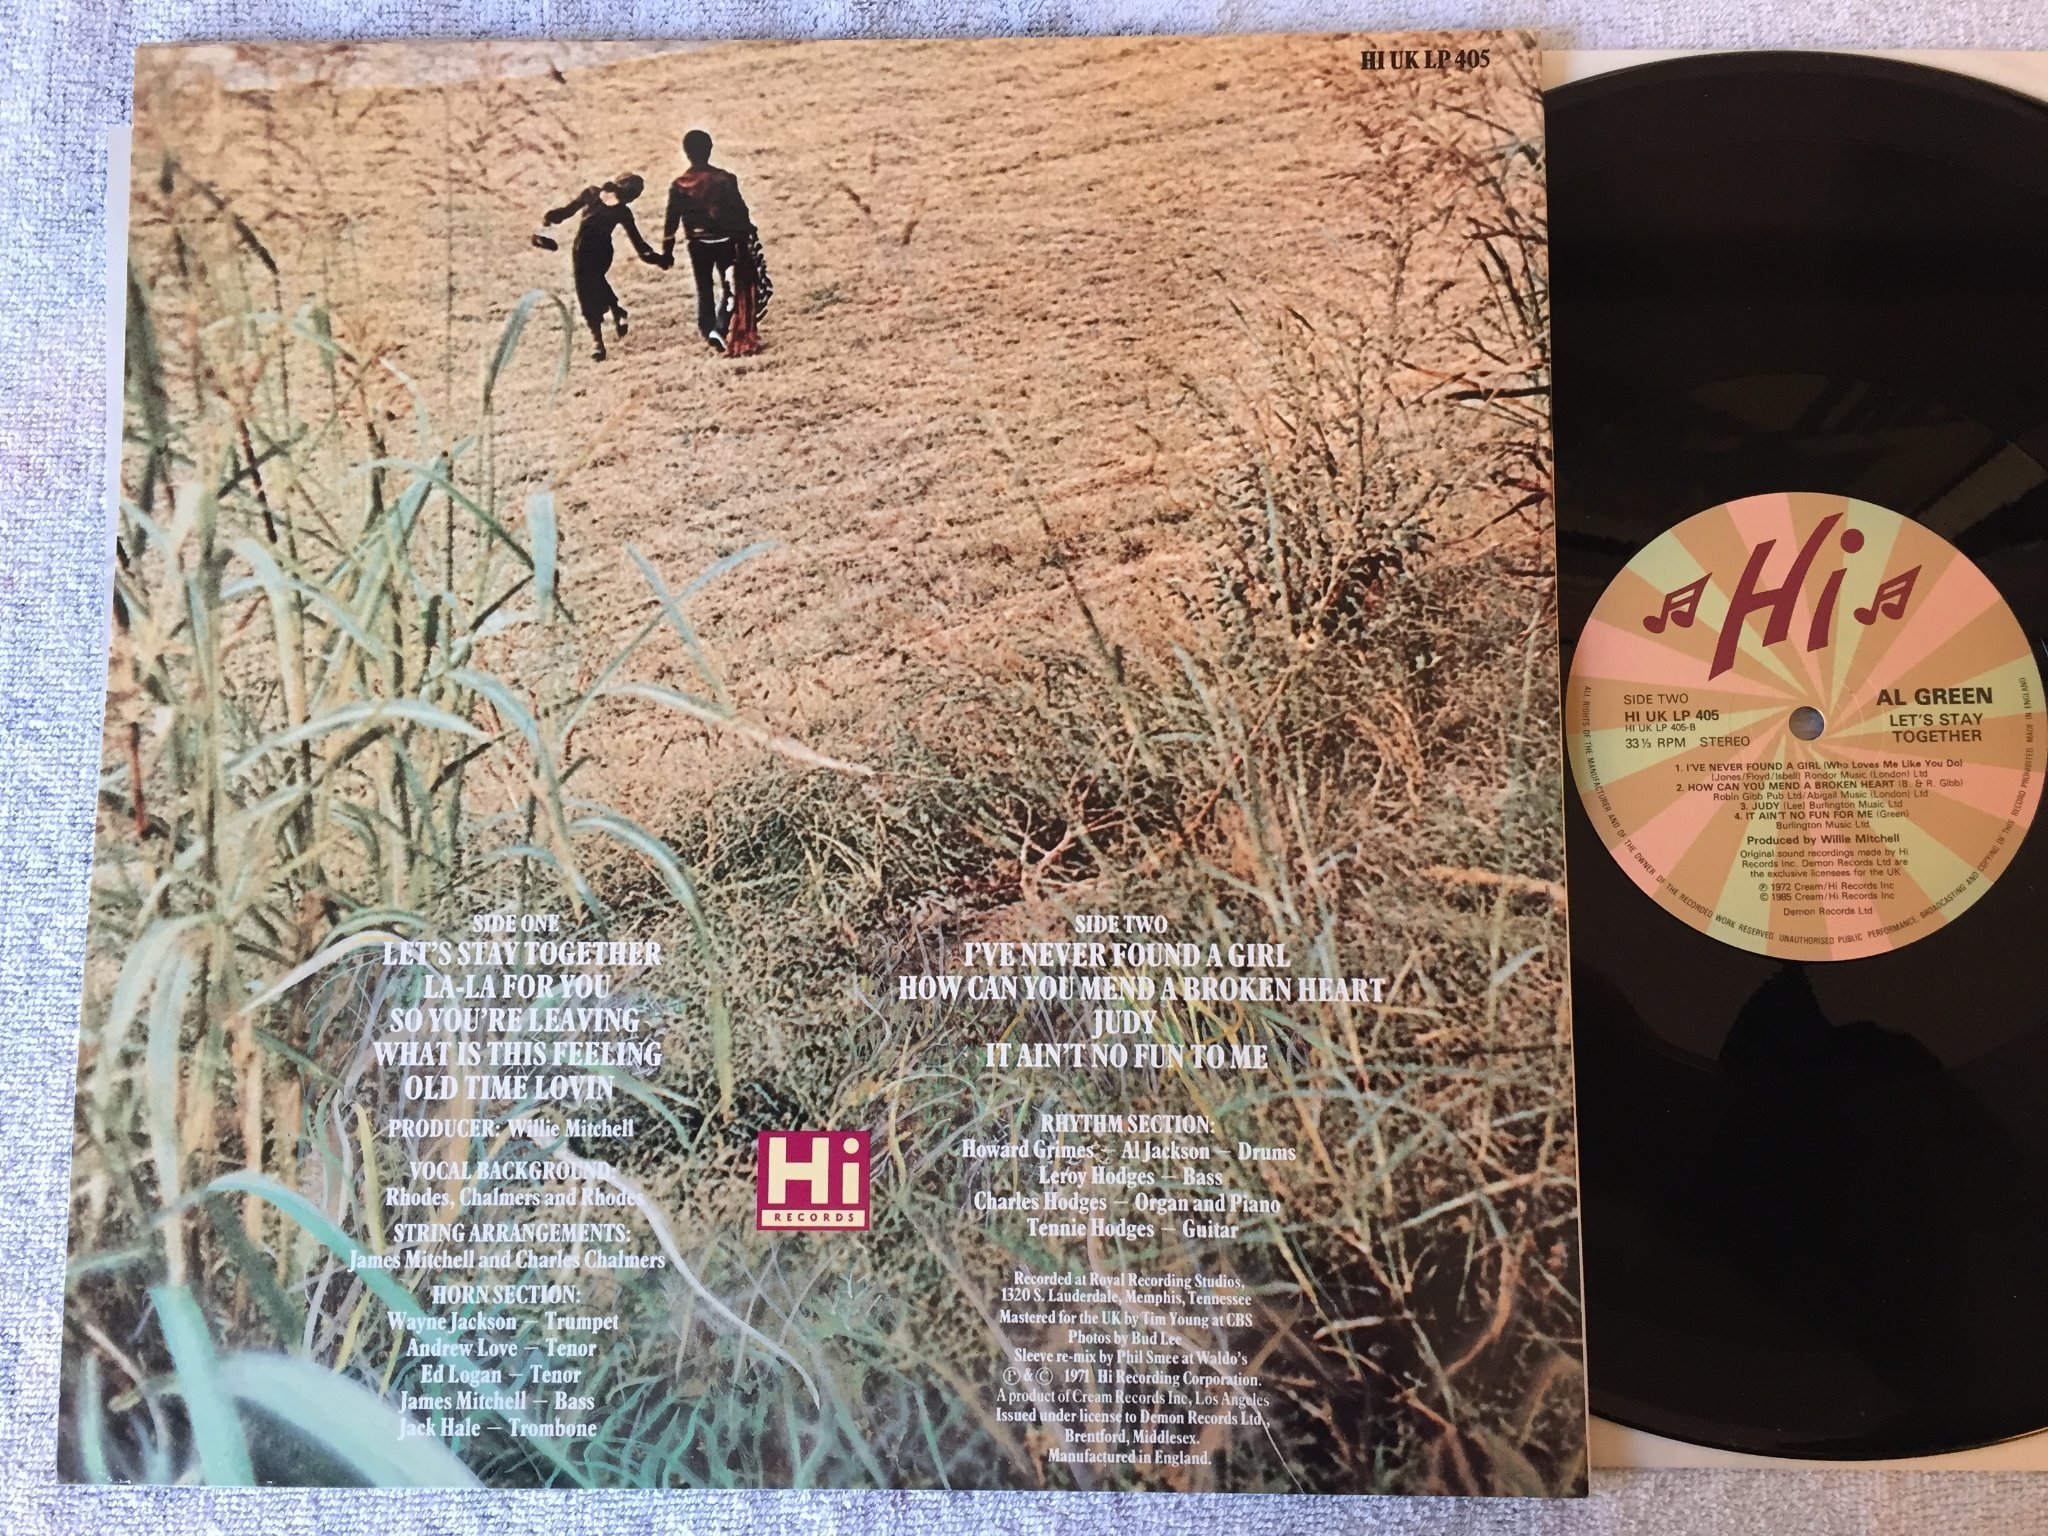 HI UK LP 405
SIDE ONE
LET'S STAY TOGETHER
LA-LA FOR YOU
SO YOU'RE LEAVING
WHAT IS THIS FEELING
OLD TIME LOVIN
PRODUCER: Willie Mitchell
VOCAL BACKGROUND:
Rhodes, Chalmers and Rhodes
STRING ARRANGEMENTS:
James Mitchell and Charles Chalmers
HORN SECTION:
Wayne Jackson — Trumpet
Andrew Love — Tenor
Ed Logan — Tenor
James Mitchell — Bass
Jack Hale — Trombone
Hi
RECORDS
SIDE TWO
I'VE NEVER FOUND A GIRL
HOW CAN YOU MEND A BROKEN HEART
JUDY
IT AIN'T NO FUN TO ME
RHYTHM SECTION:
Howard Grimes — Al Jackson — Drums
Leroy Hodges — Bass
Charles Hodges — Organ and Piano
Tennie Hodges — Guitar
Recorded at Royal Recording Studios,
1320 S. Lauderdale, Memphis, Tennessee
Mastered for the UK by Tim Young at CBS
Photos by Bud Lee
Sleeve re-mix by Phil Smee at Waldo's
Ⓟ & © 1971 Hi Recording Corporation.
A product of Cream Records Inc, Los Angeles
Issued under license to Demon Records Ltd.,
Brentford, Middlesex.
Manufactured in England.
Hi
SIDE TWO
HI UK LP 405
HI UK LP 405-B
33⅓ RPM STEREO
AL GREEN
LET'S STAY
TOGETHER
1. I'VE NEVER FOUND A GIRL (Who Loves Me Like You Do)
(Jones/Floyd/Isbell) Rondor Music (London) Ltd
2. HOW CAN YOU MEND A BROKEN HEART (B. & R. Gibb)
Robin Gibb Pub Ltd/Abigail Music (London) Ltd
3. JUDY (Lee) Burlington Music Ltd
4. IT AIN'T NO FUN FOR ME (Green)
Burlington Music Ltd
Produced by Willie Mitchell
Original sound recordings made by Hi
Records Inc. Demon Records Ltd are
the exclusive licensees for the UK
Ⓟ 1972 Cream/Hi Records Inc
© 1985 Cream/Hi Records Inc
Demon Records Ltd
ALL RIGHTS OF THE MANUFACTURER AND OF THE OWNER OF THE RECORDED WORK RESERVED. UNAUTHORISED PUBLIC PERFORMANCE, BROADCASTING AND COPYING OF THIS RECORD PROHIBITED. MADE IN ENGLAND